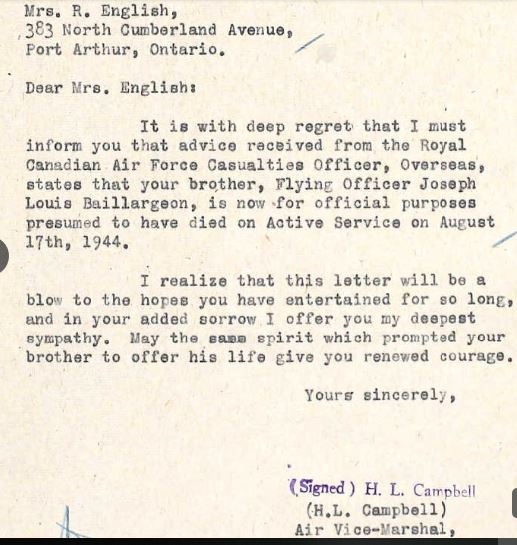 Mrs. R. English,
383 North Cumberland Avenue,
Port Arthur, Ontario.
Dear Mrs. English:
It is with deep regret that I must
inform you that advice received from the Royal
Canadian Air Force Casualties Officer, Overseas,
states that your brother, Flying Officer Joseph
Louis Baillargeon, is now for official purposes
presumed to have died on Active Service on August
17th, 1944.
I realize that this letter will be a
blow to the hopes you have entertained for so long,
and in your added sorrow I offer you my deepest
sympathy. May the same spirit which prompted your
brother to offer his life give you renewed courage.
Yours sincerely,
(Signed) H. L. Campbell
(H.L. Campbell)
Air Vice-Marshal,